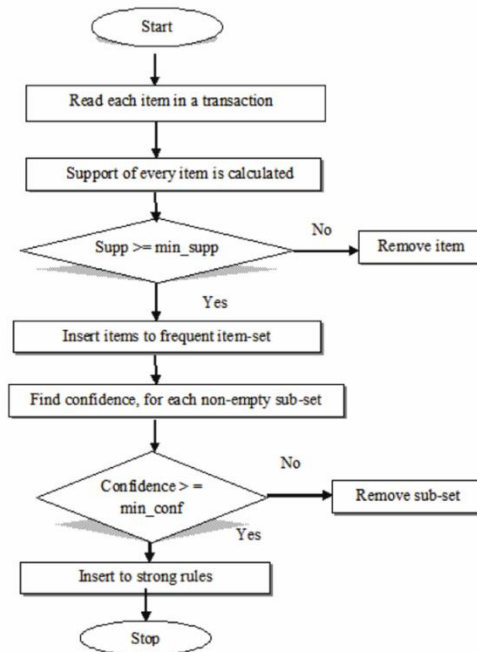 Start
Read each item in a transaction
Support of every item is calculated
Supp >= min_supp
No
Remove item
Yes
Insert items to frequent item-set
Find confidence, for each non-empty sub-set
No
Confidence > =
min_conf
Remove sub-set
Yes
Insert to strong rules
Stop